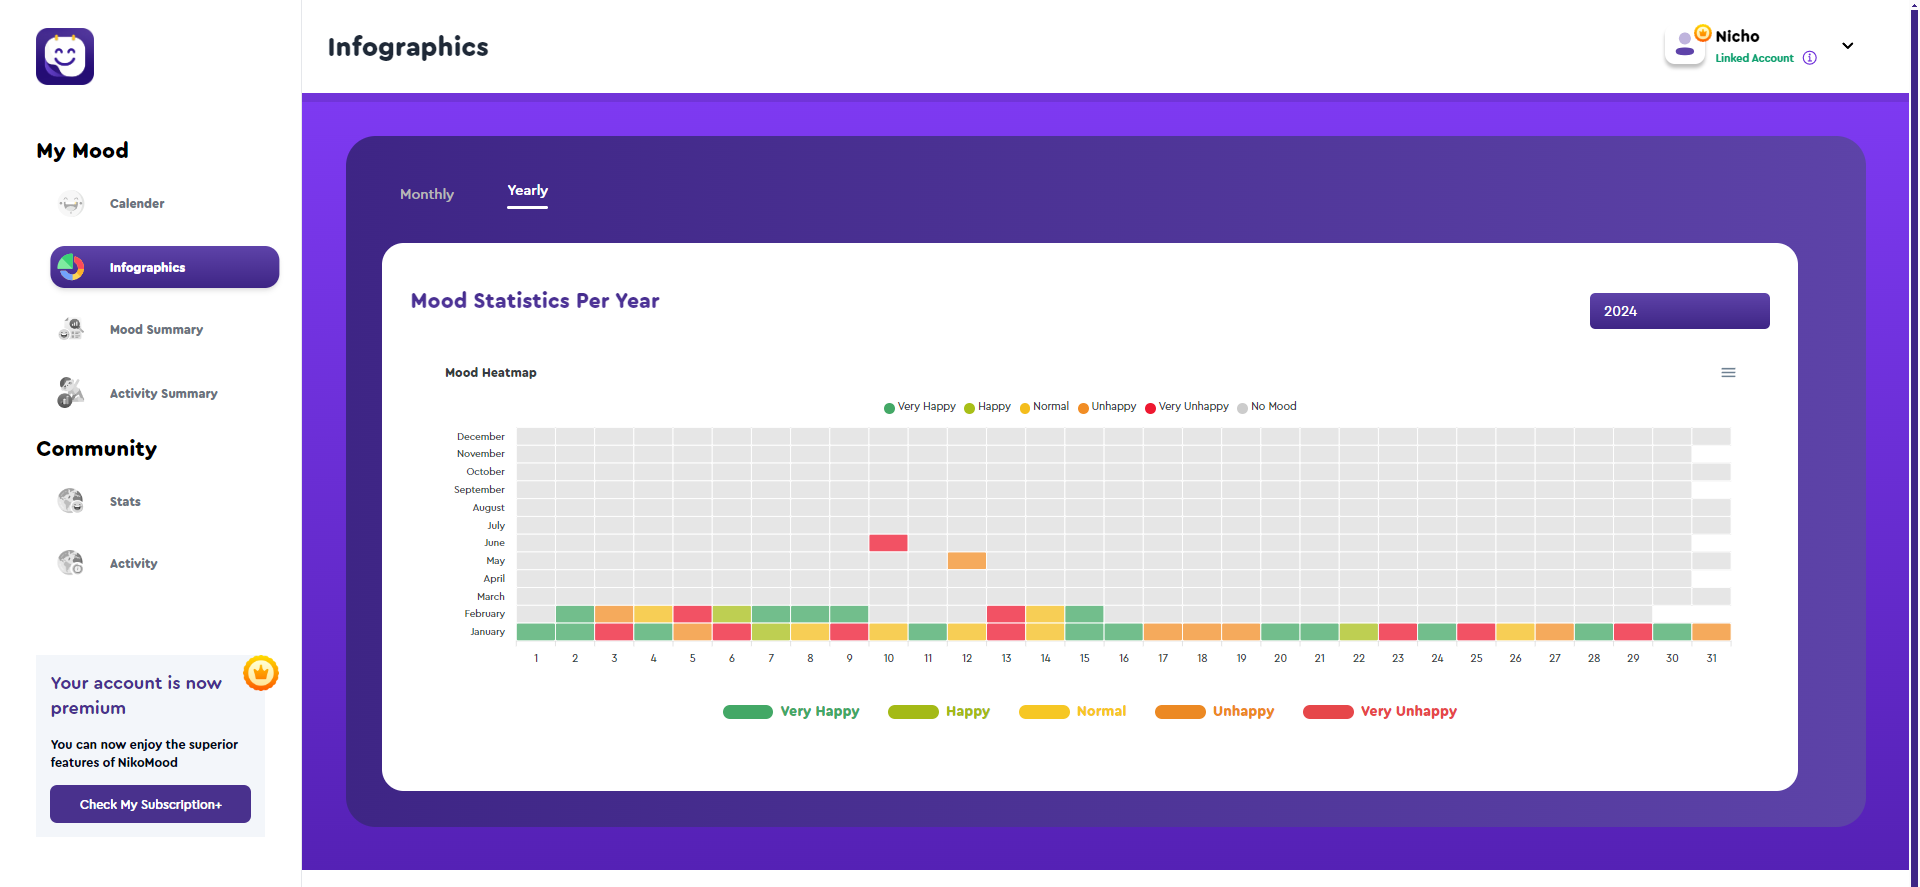 Infographics
Nicho
Linked Account
My Mood
Calender
Infographics
Mood Summary
Activity Summary
Community
Stats
Activity
Your account is now
premium
You can now enjoy the superior
features of NikoMood
Check My Subscription+
Monthly
Yearly
Mood Statistics Per Year
2024
Mood Heatmap
Very Happy Happy Normal Unhappy Very Unhappy No Mood
December
November
October
September
August
July
June
May
April
March
February
January
1 2 3 4 5 6 7 8 9 10 11 12 13 14 15 16 17 18 19 20 21 22 23 24 25 26 27 28 29 30 31
Very Happy Happy Normal Unhappy Very Unhappy